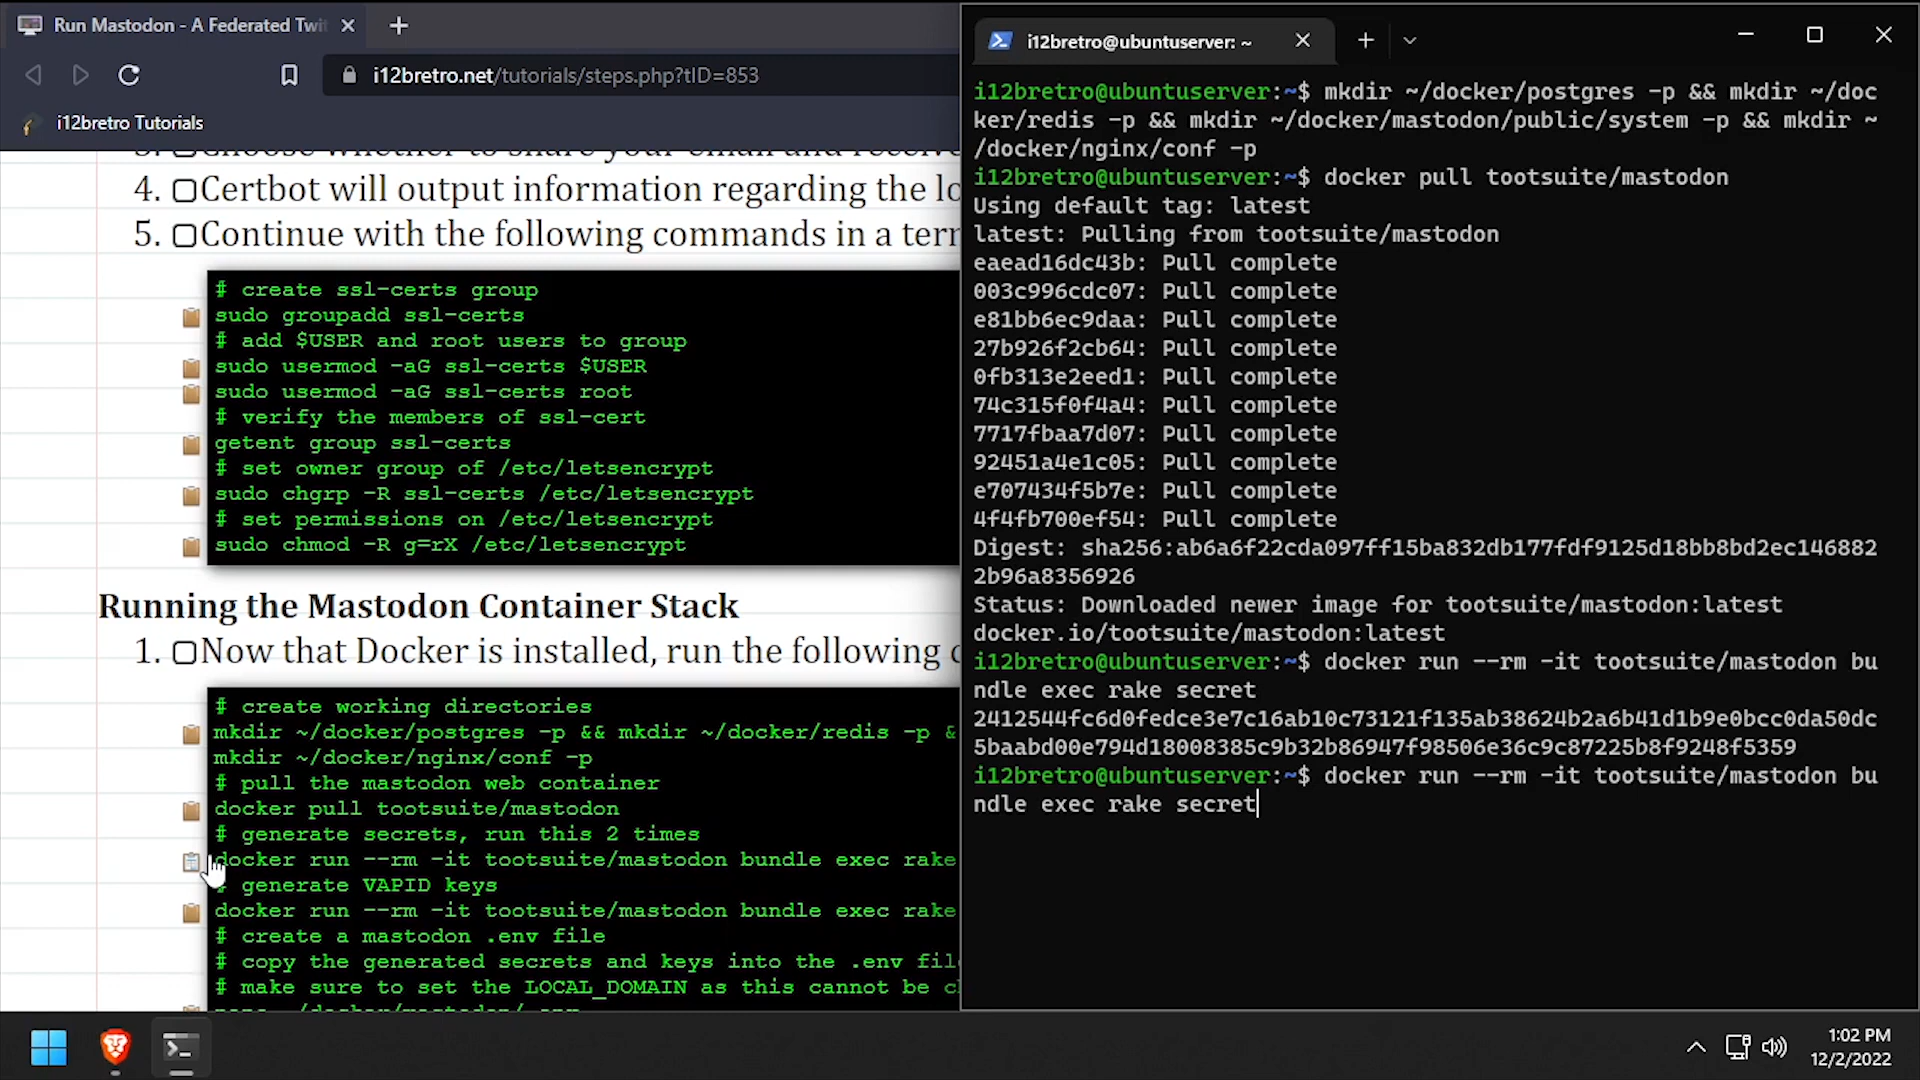 Run Mastodon - A Federated Twit
i12bretro.net/tutorials/steps.php?tID=853
i12bretro Tutorials
4. Certbot will output information regarding the lo
5. Continue with the following commands in a tern
# create ssl-certs group
sudo groupadd ssl-certs
# add $USER and root users to group
sudo usermod -aG ssl-certs $USER
sudo usermod -aG ssl-certs root
# verify the members of ssl-cert
getent group ssl-certs
# set owner group of /etc/letsencrypt
sudo chgrp -R ssl-certs /etc/letsencrypt
# set permissions on /etc/letsencrypt
sudo chmod -R g=rX /etc/letsencrypt
Running the Mastodon Container Stack
1. Now that Docker is installed, run the following c
# create working directories
mkdir ~/docker/postgres -p && mkdir ~/docker/redis -p &
mkdir ~/docker/nginx/conf -p
# pull the mastodon web container
docker pull tootsuite/mastodon
# generate secrets, run this 2 times
docker run --rm -it tootsuite/mastodon bundle exec rake
# generate VAPID keys
docker run --rm -it tootsuite/mastodon bundle exec rake
# create a mastodon .env file
# copy the generated secrets and keys into the .env fil
# make sure to set the LOCAL_DOMAIN as this cannot be c
i12bretro@ubuntuserver: ~
i12bretro@ubuntuserver:~$ mkdir ~/docker/postgres -p && mkdir ~/doc
ker/redis -p && mkdir ~/docker/mastodon/public/system -p && mkdir ~
/docker/nginx/conf -p
i12bretro@ubuntuserver:~$ docker pull tootsuite/mastodon
Using default tag: latest
latest: Pulling from tootsuite/mastodon
eaead16dc43b: Pull complete
003c996cdc07: Pull complete
e81bb6ec9daa: Pull complete
27b926f2cb64: Pull complete
0fb313e2eed1: Pull complete
74c315f0f4a4: Pull complete
7717fbaa7d07: Pull complete
92451a4e1c05: Pull complete
e707434f5b7e: Pull complete
4f4fb700ef54: Pull complete
Digest: sha256:ab6a6f22cda097ff15ba832db177fdf9125d18bb8bd2ec146882
2b96a8356926
Status: Downloaded newer image for tootsuite/mastodon:latest
docker.io/tootsuite/mastodon:latest
i12bretro@ubuntuserver:~$ docker run --rm -it tootsuite/mastodon bu
ndle exec rake secret
2412544fc6d0fedce3e7c16ab10c73121f135ab38624b2a6b41d1b9e0bcc0da50dc
5baabd00e794d18008385c9b32b86947f98506e36c9c87225b8f9248f5359
i12bretro@ubuntuserver:~$ docker run --rm -it tootsuite/mastodon bu
ndle exec rake secret
1:02 PM
12/2/2022